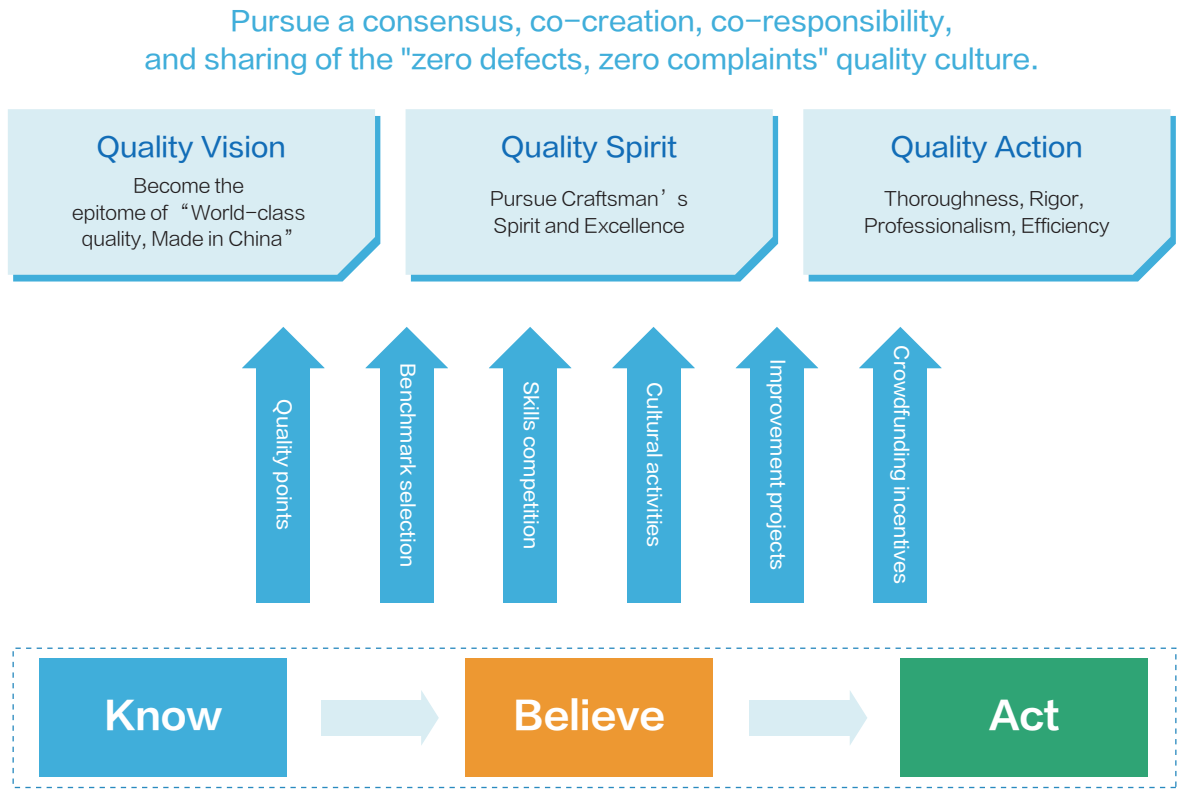 Pursue a consensus, co-creation, co-responsibility,
and sharing of the "zero defects, zero complaints" quality culture.
Quality Vision
Become the
epitome of “World-class
quality, Made in China”
Quality Spirit
Pursue Craftsman’s
Spirit and Excellence
Quality Action
Thoroughness, Rigor,
Professionalism, Efficiency
Quality points
Benchmark selection
Skills competition
Cultural activities
Improvement projects
Crowdfunding incentives
Know
Believe
Act